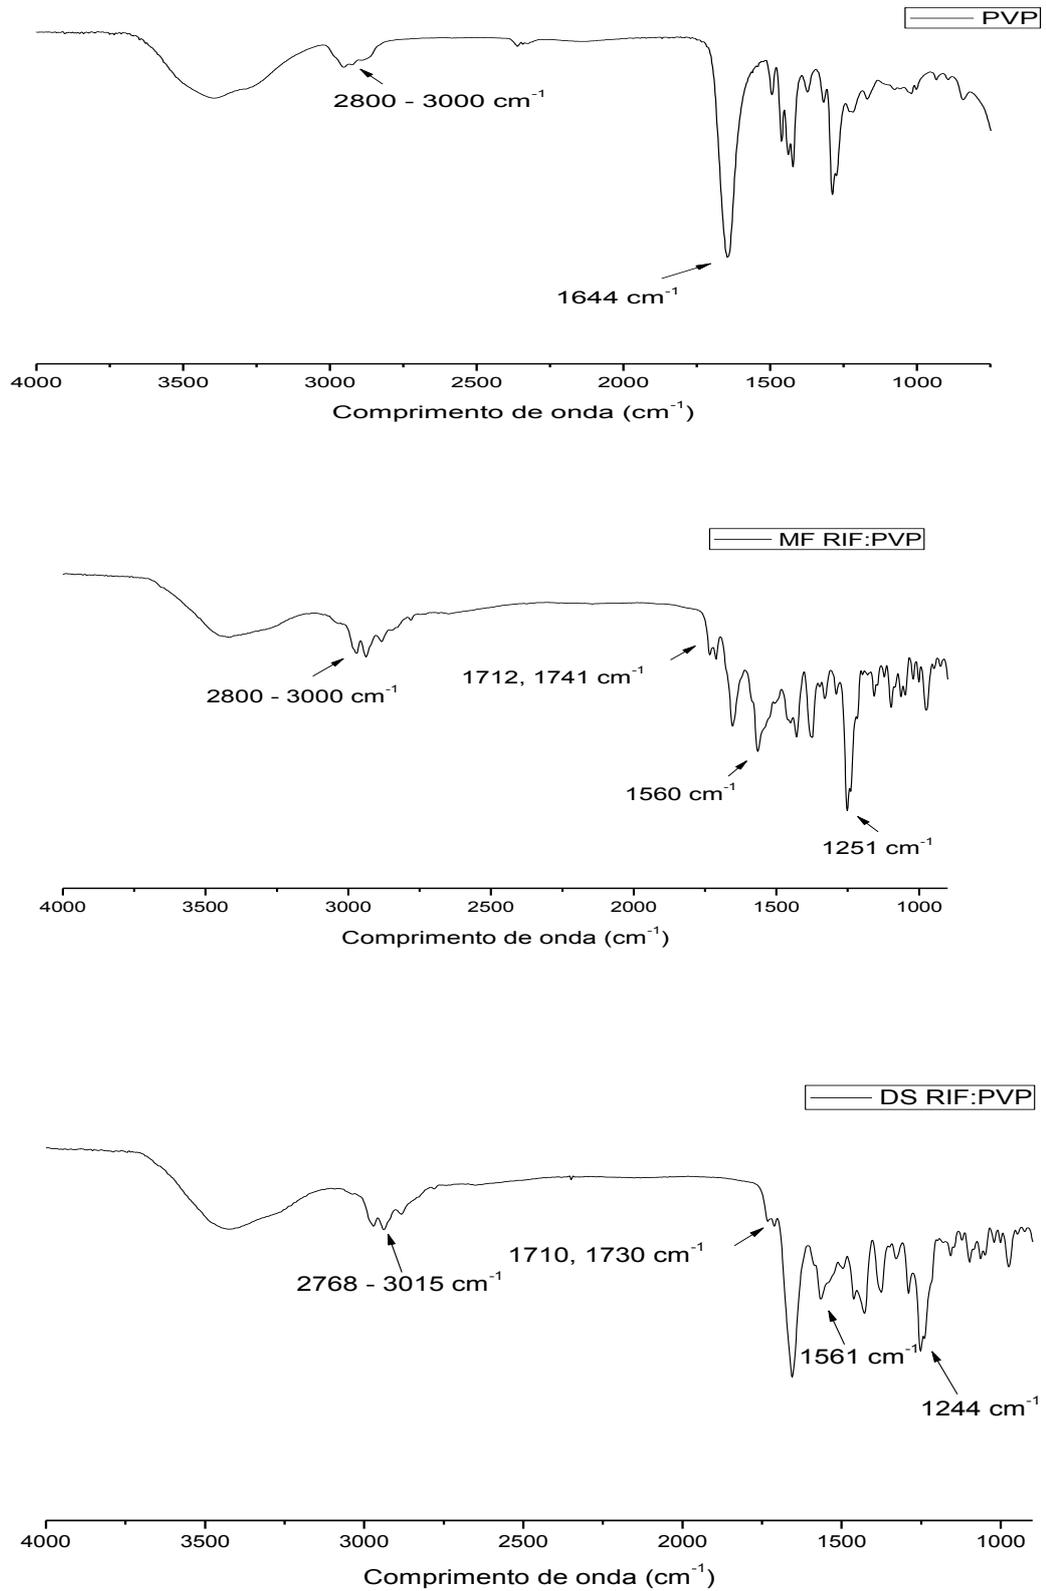 PVP
2800 - 3000 cm⁻¹
1644 cm⁻¹
4000 3500 3000 2500 2000 1500 1000
Comprimento de onda (cm⁻¹)
MF RIF:PVP
1712, 1741 cm⁻¹
2800 - 3000 cm⁻¹
1560 cm⁻¹
1251 cm⁻¹
4000 3500 3000 2500 2000 1500 1000
Comprimento de onda (cm⁻¹)
DS RIF:PVP
1710, 1730 cm⁻¹
2768 - 3015 cm⁻¹
1561 cm⁻¹
1244 cm⁻¹
4000 3500 3000 2500 2000 1500 1000
Comprimento de onda (cm⁻¹)